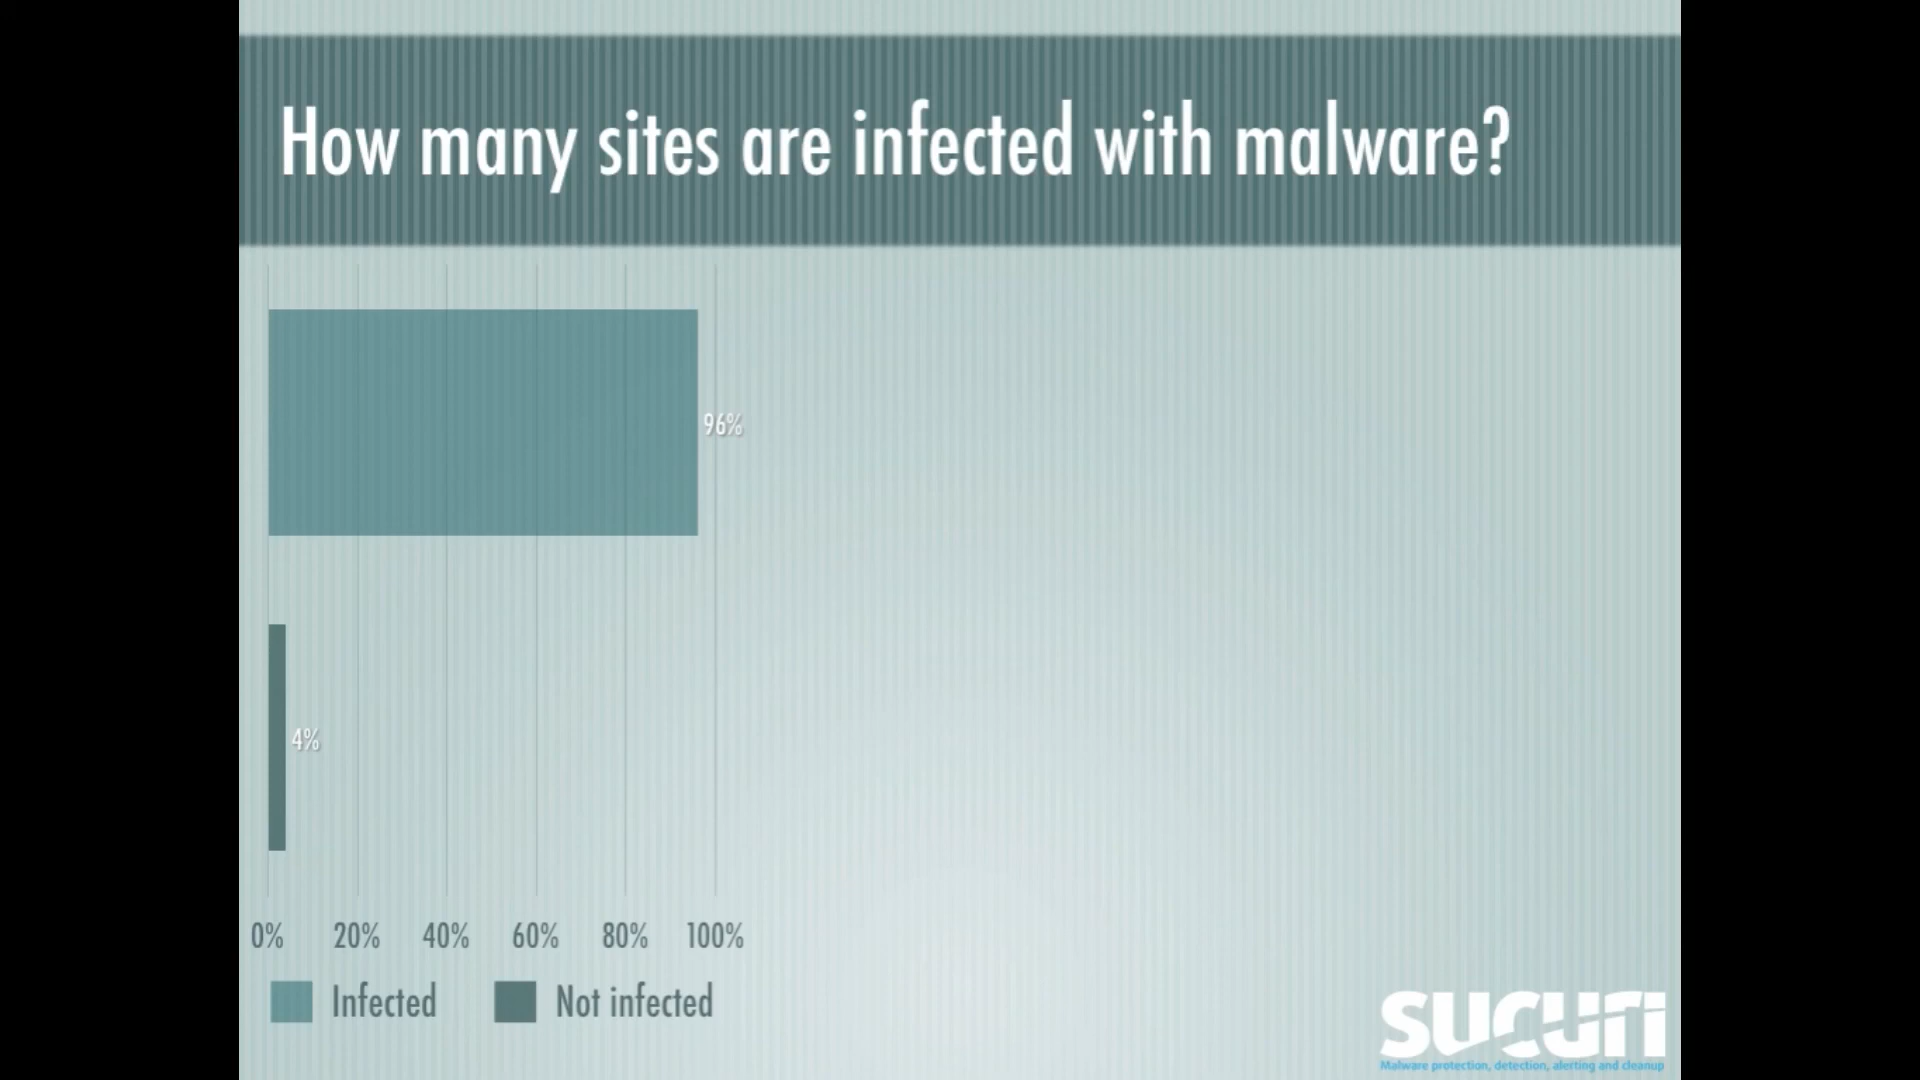 How many sites are infected with malware?
96%
4%
0% 20% 40% 60% 80% 100%
Infected Not infected
SUCURI
Malware protection, detection, alerting and cleanup